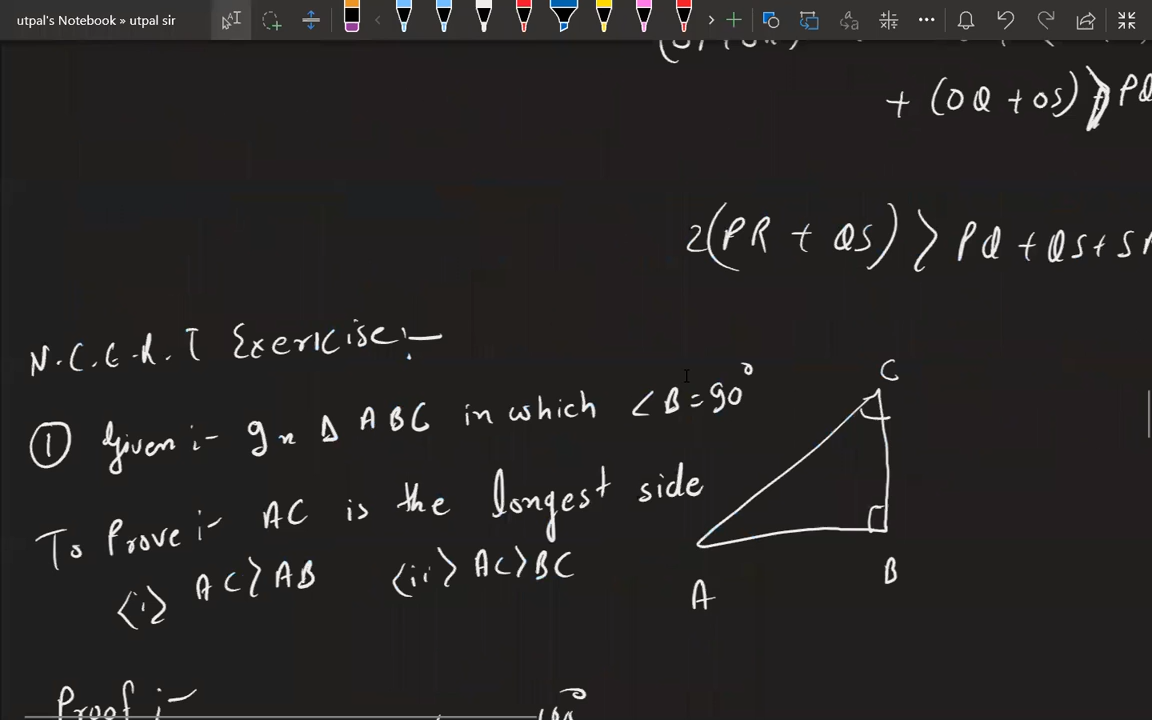 utpal's Notebook » utpal sir
+ (OQ + OS) > PQ
2(PR + QS) > PQ + QS + S
N.C.E.R.T Exercise:-
① Given :- In Δ ABC in which ∠B = 90°
To Prove :- AC is the longest side
<i> AC > AB <ii> AC > BC
C
B
A
Proof :-